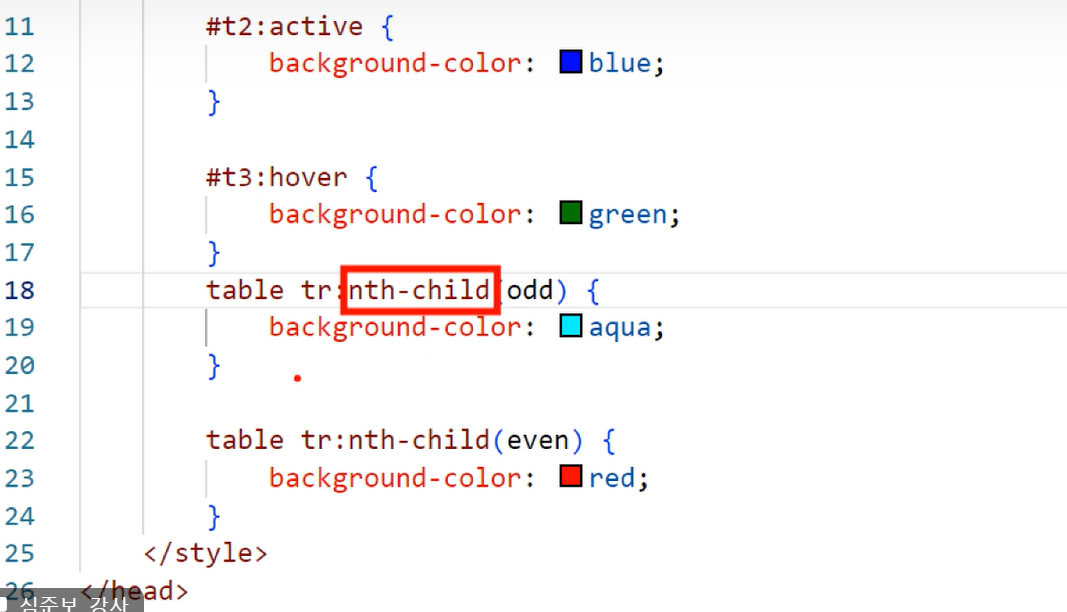 11 #t2:active {
12 background-color: blue;
13 }
14
15 #t3:hover {
16 background-color: green;
17 }
18 table tr:nth-child(odd) {
19 background-color: aqua;
20 }
21
22 table tr:nth-child(even) {
23 background-color: red;
24 }
25 </style>
26 </head>
심준보 강사